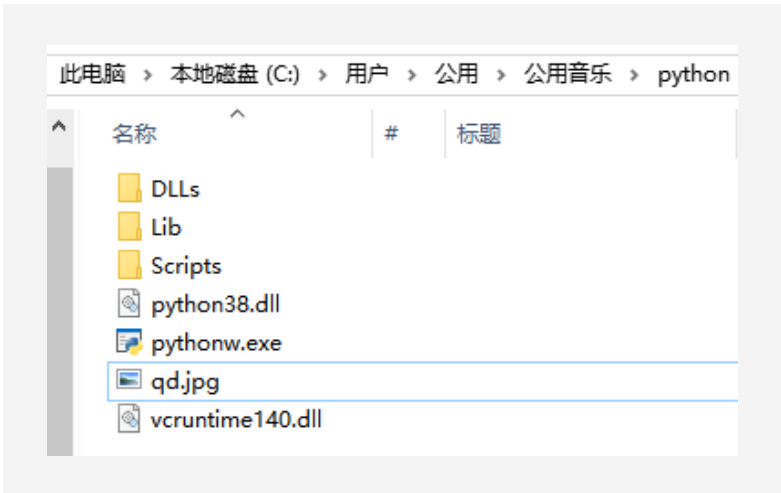 此电脑 › 本地磁盘 (C:) › 用户 › 公用 › 公用音乐 › python
名称 # 标题
DLLs
Lib
Scripts
python38.dll
pythonw.exe
qd.jpg
vcruntime140.dll